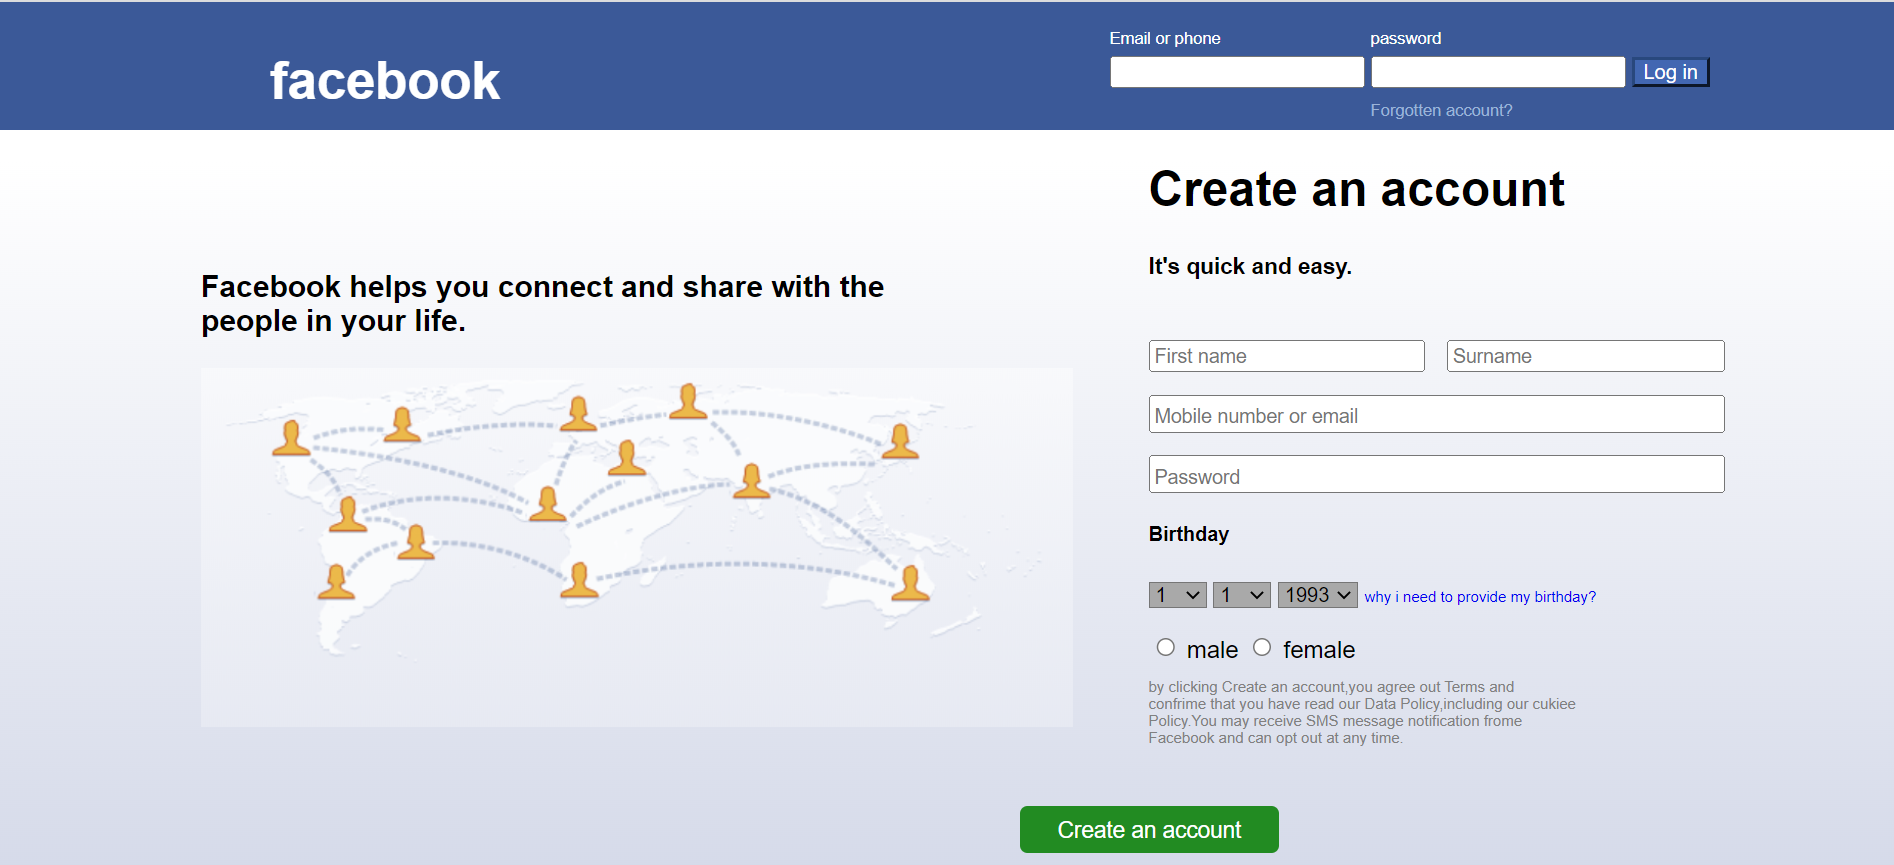 Email or phone
password
facebook
Log in
Forgotten account?
Create an account
It's quick and easy.
Facebook helps you connect and share with the
people in your life.
First name
Surname
Mobile number or email
Password
Birthday
1
1
1993
why i need to provide my birthday?
male
female
by clicking Create an account,you agree out Terms and
confrime that you have read our Data Policy,including our cukiee
Policy.You may receive SMS message notification frome
Facebook and can opt out at any time.
Create an account